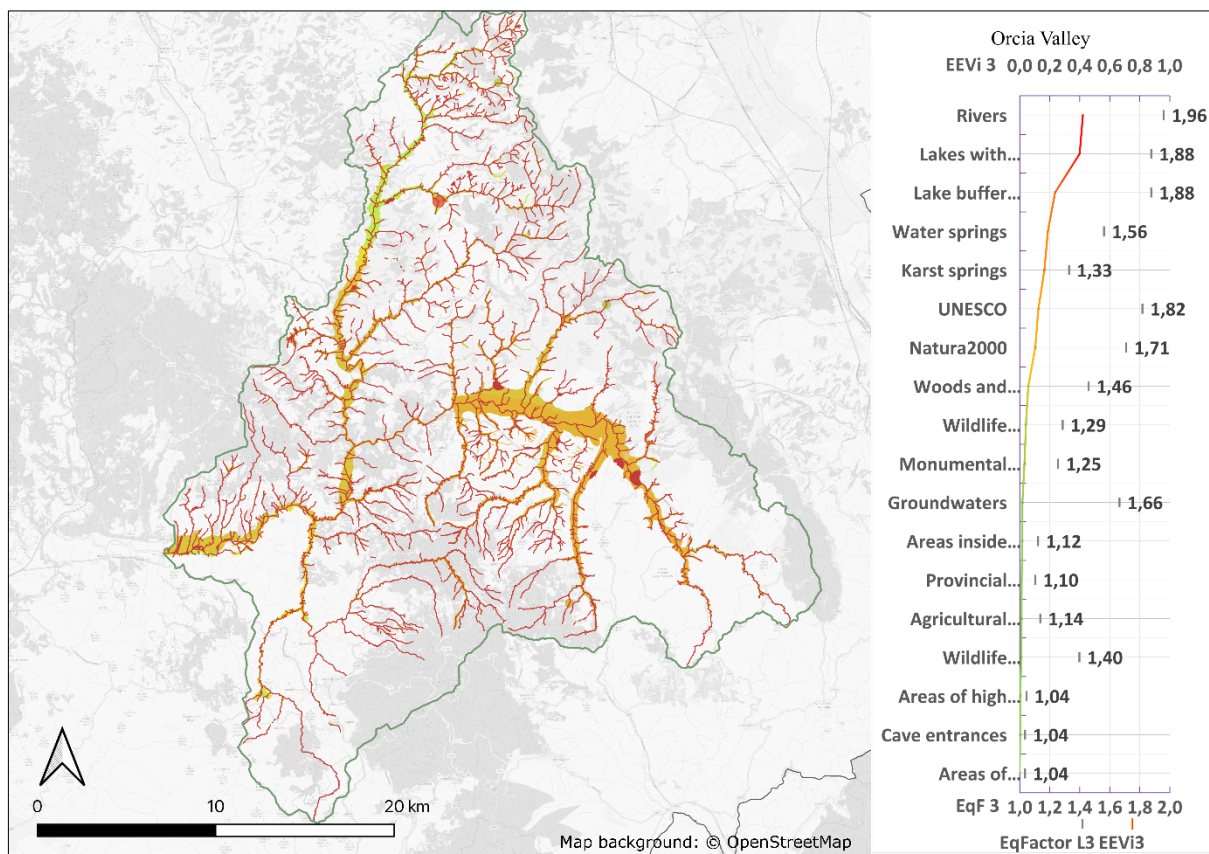 Orcia Valley
EEVi 3 0,0 0,2 0,4 0,6 0,8 1,0
Rivers 1,96
Lakes with... 1,88
Lake buffer... 1,88
Water springs 1,56
Karst springs 1,33
UNESCO 1,82
Natura2000 1,71
Woods and... 1,46
Wildlife... 1,29
Monumental... 1,25
Groundwaters 1,66
Areas inside... 1,12
Provincial... 1,10
Agricultural... 1,14
Wildlife... 1,40
Areas of high... 1,04
Cave entrances 1,04
Areas of... 1,04
EqF 3 1,0 1,2 1,4 1,6 1,8 2,0
EqFactor L3 EEVi3
0 10 20 km
Map background: © OpenStreetMap